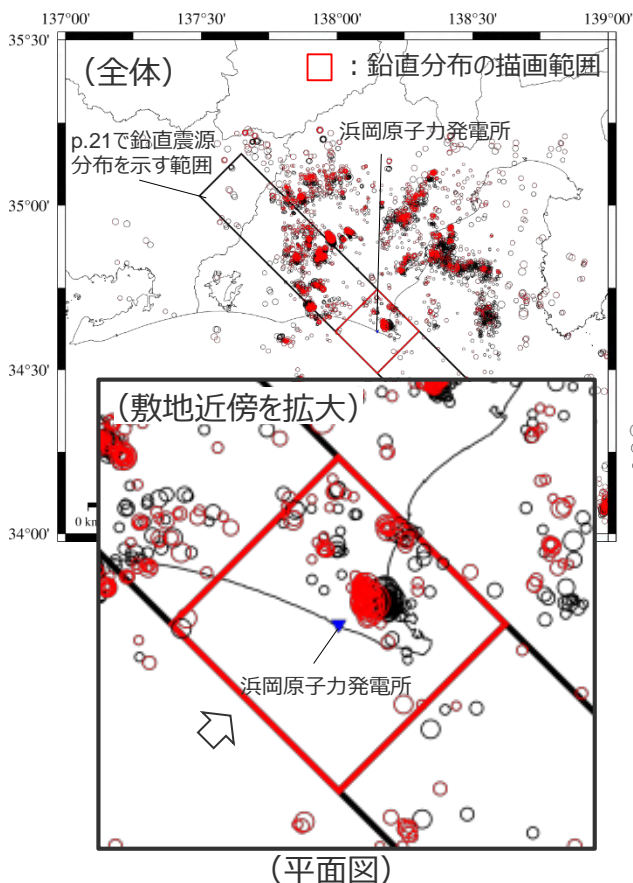 137°00' 137°30' 138°00' 138°30' 139°00'
35°30'
(全体)
:鉛直分布の描画範囲
p.21で鉛直震源
分布を示す範囲
浜岡原子力発電所
35°00'
34°30'
(敷地近傍を拡大)
34°00'
0 km
浜岡原子力発電所
(平面図)